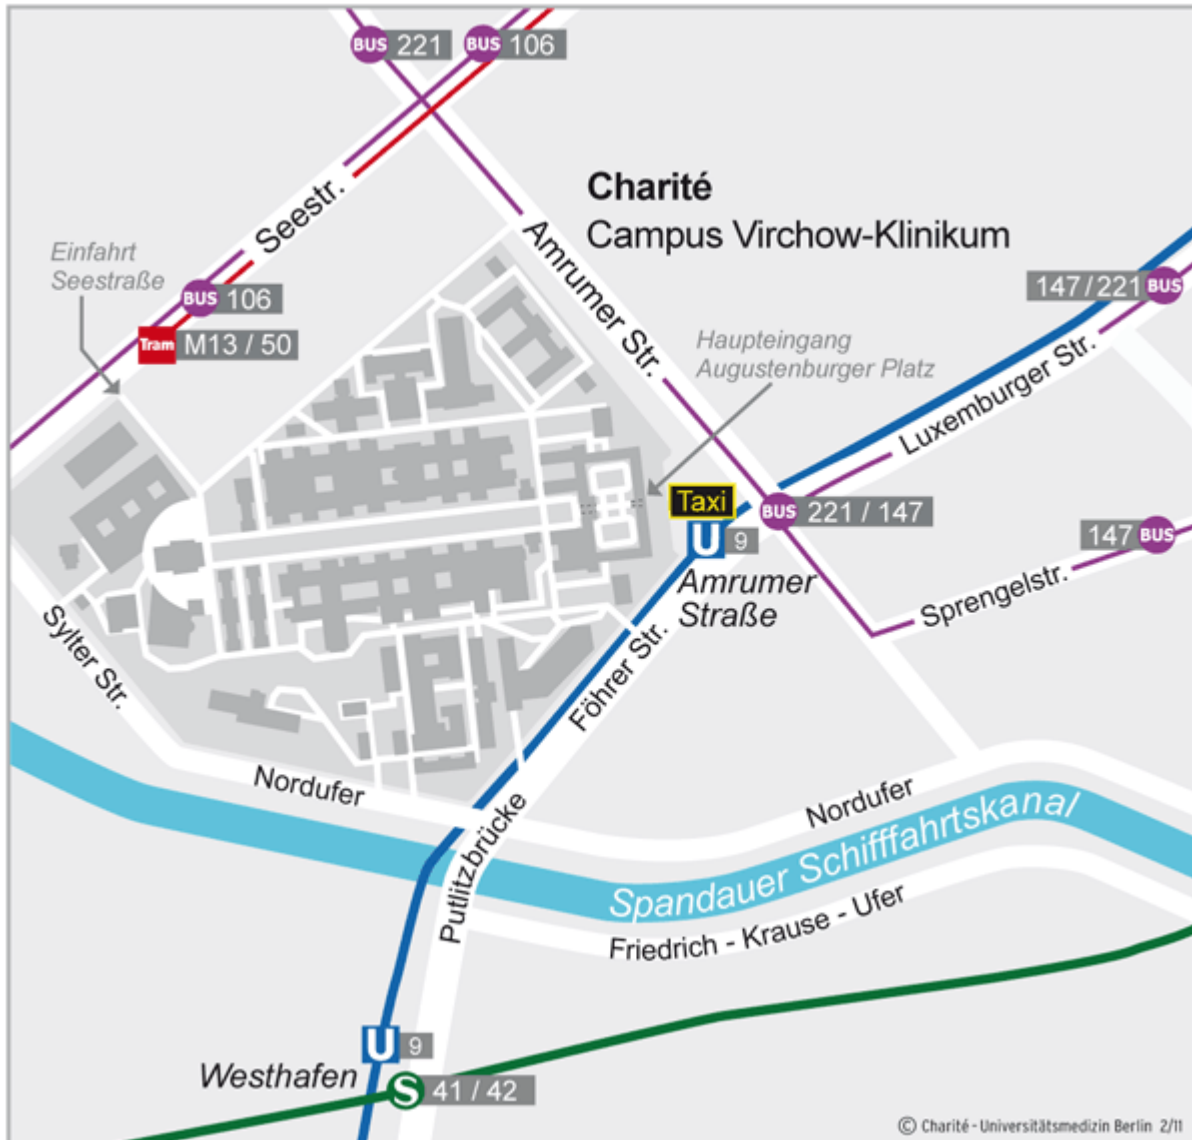 BUS 221
BUS 106
Charité
Campus Virchow-Klinikum
Seestr.
Amrumer Str.
Einfahrt
Seestraße
BUS 106
Tram M13 / 50
147/221 BUS
Haupteingang
Augustenburger Platz
Luxemburger Str.
Taxi
U 9
BUS 221 / 147
147 BUS
Amrumer
Straße
Sprengelstr.
Sylter Str.
Föhrer Str.
Nordufer
Nordufer
Putlitzbrücke
Spandauer Schifffahrtskanal
Friedrich - Krause - Ufer
U 9
Westhafen
S 41 / 42
© Charité - Universitätsmedizin Berlin 2/11